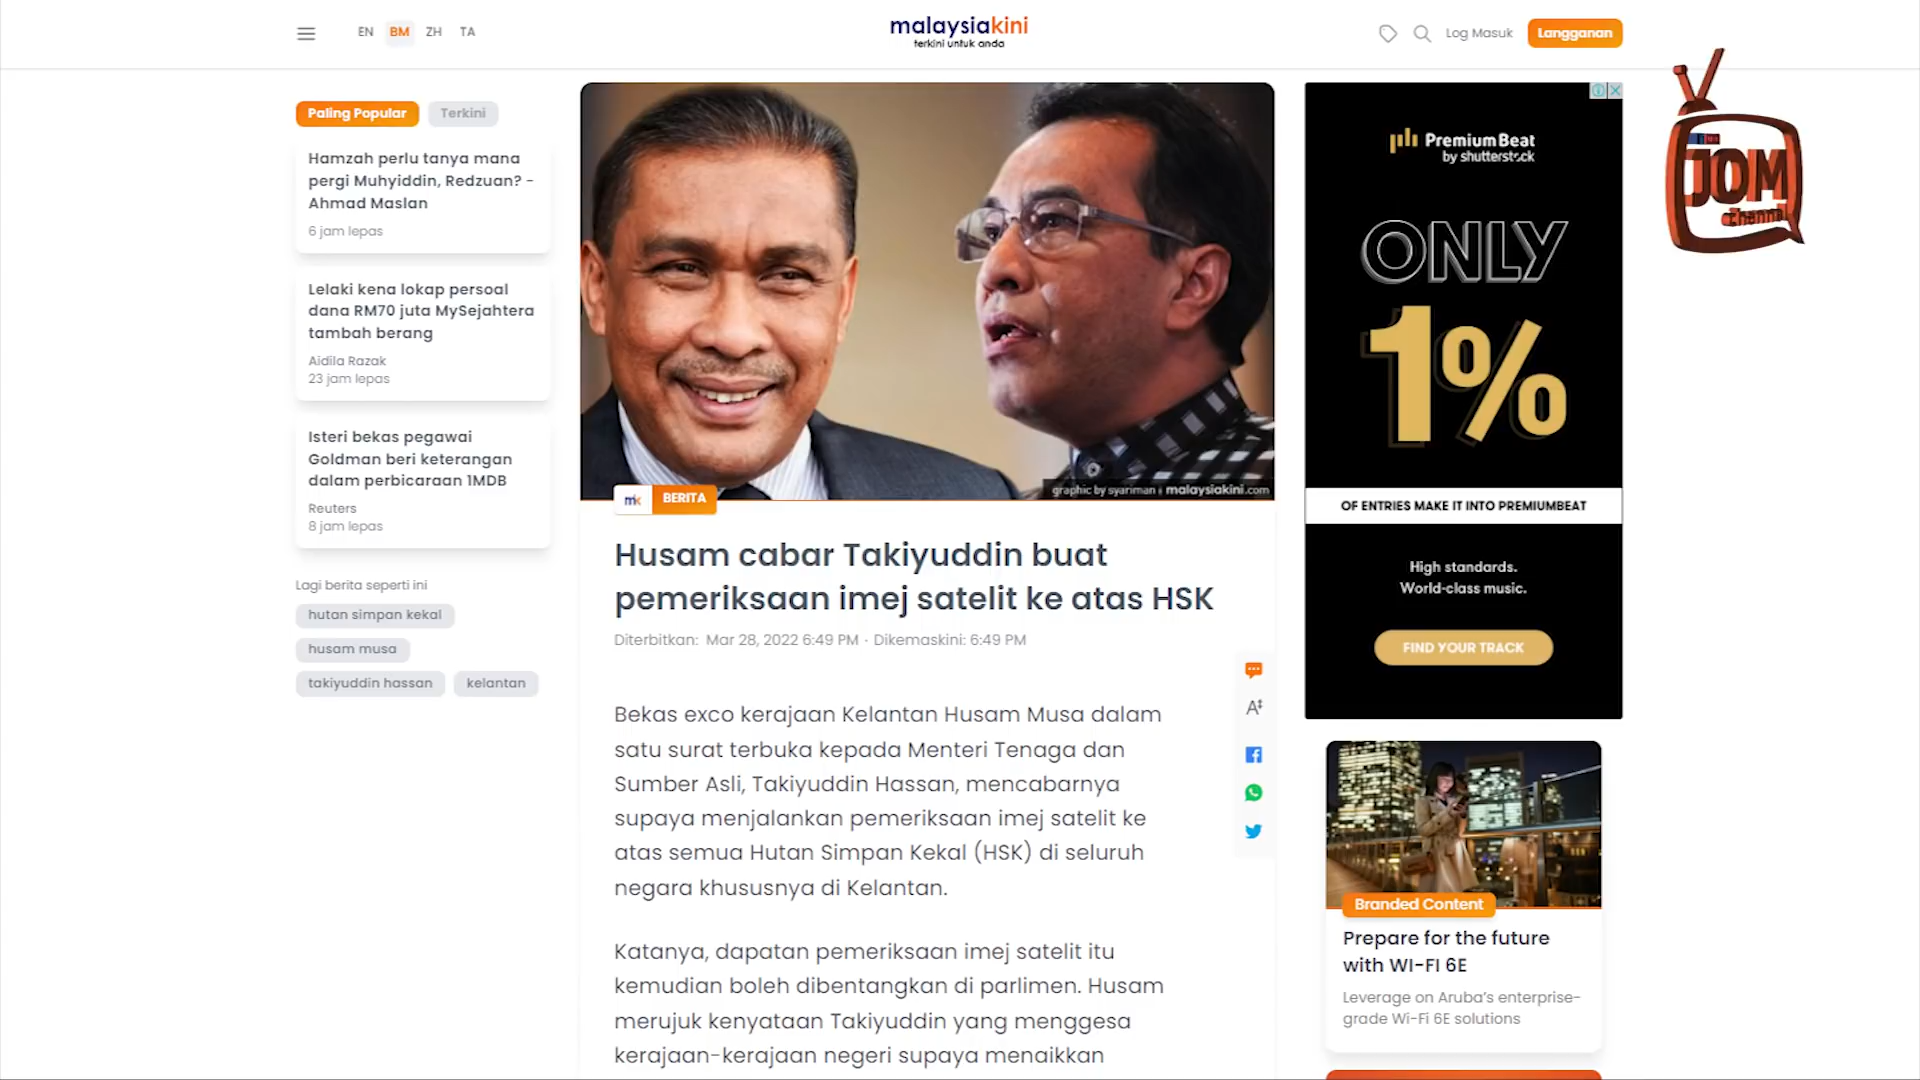 EN BM ZH TA
malaysiakini
terkini untuk anda
Log Masuk
Langganan
Paling Popular
Terkini
Hamzah perlu tanya mana
pergi Muhyiddin, Redzuan? -
Ahmad Maslan
6 jam lepas
Lelaki kena lokap persoal
dana RM70 juta MySejahtera
tambah berang
Aidila Razak
23 jam lepas
Isteri bekas pegawai
Goldman beri keterangan
dalam perbicaraan 1MDB
Reuters
8 jam lepas
Lagi berita seperti ini
hutan simpan kekal
husam musa
takiyuddin hassan
kelantan
graphic by syariman | malaysiakini.com
mk BERITA
Husam cabar Takiyuddin buat
pemeriksaan imej satelit ke atas HSK
Diterbitkan: Mar 28, 2022 6:49 PM · Dikemaskini: 6:49 PM
Bekas exco kerajaan Kelantan Husam Musa dalam
satu surat terbuka kepada Menteri Tenaga dan
Sumber Asli, Takiyuddin Hassan, mencabarnya
supaya menjalankan pemeriksaan imej satelit ke
atas semua Hutan Simpan Kekal (HSK) di seluruh
negara khususnya di Kelantan.
Katanya, dapatan pemeriksaan imej satelit itu
kemudian boleh dibentangkan di parlimen. Husam
merujuk kenyataan Takiyuddin yang menggesa
kerajaan-kerajaan negeri supaya menaikkan
A
PremiumBeat
by shutterstock
ONLY
1%
OF ENTRIES MAKE IT INTO PREMIUMBEAT
High standards.
World-class music.
FIND YOUR TRACK
Branded Content
Prepare for the future
with WI-FI 6E
Leverage on Aruba's enterprise-
grade Wi-Fi 6E solutions
JOM
channel